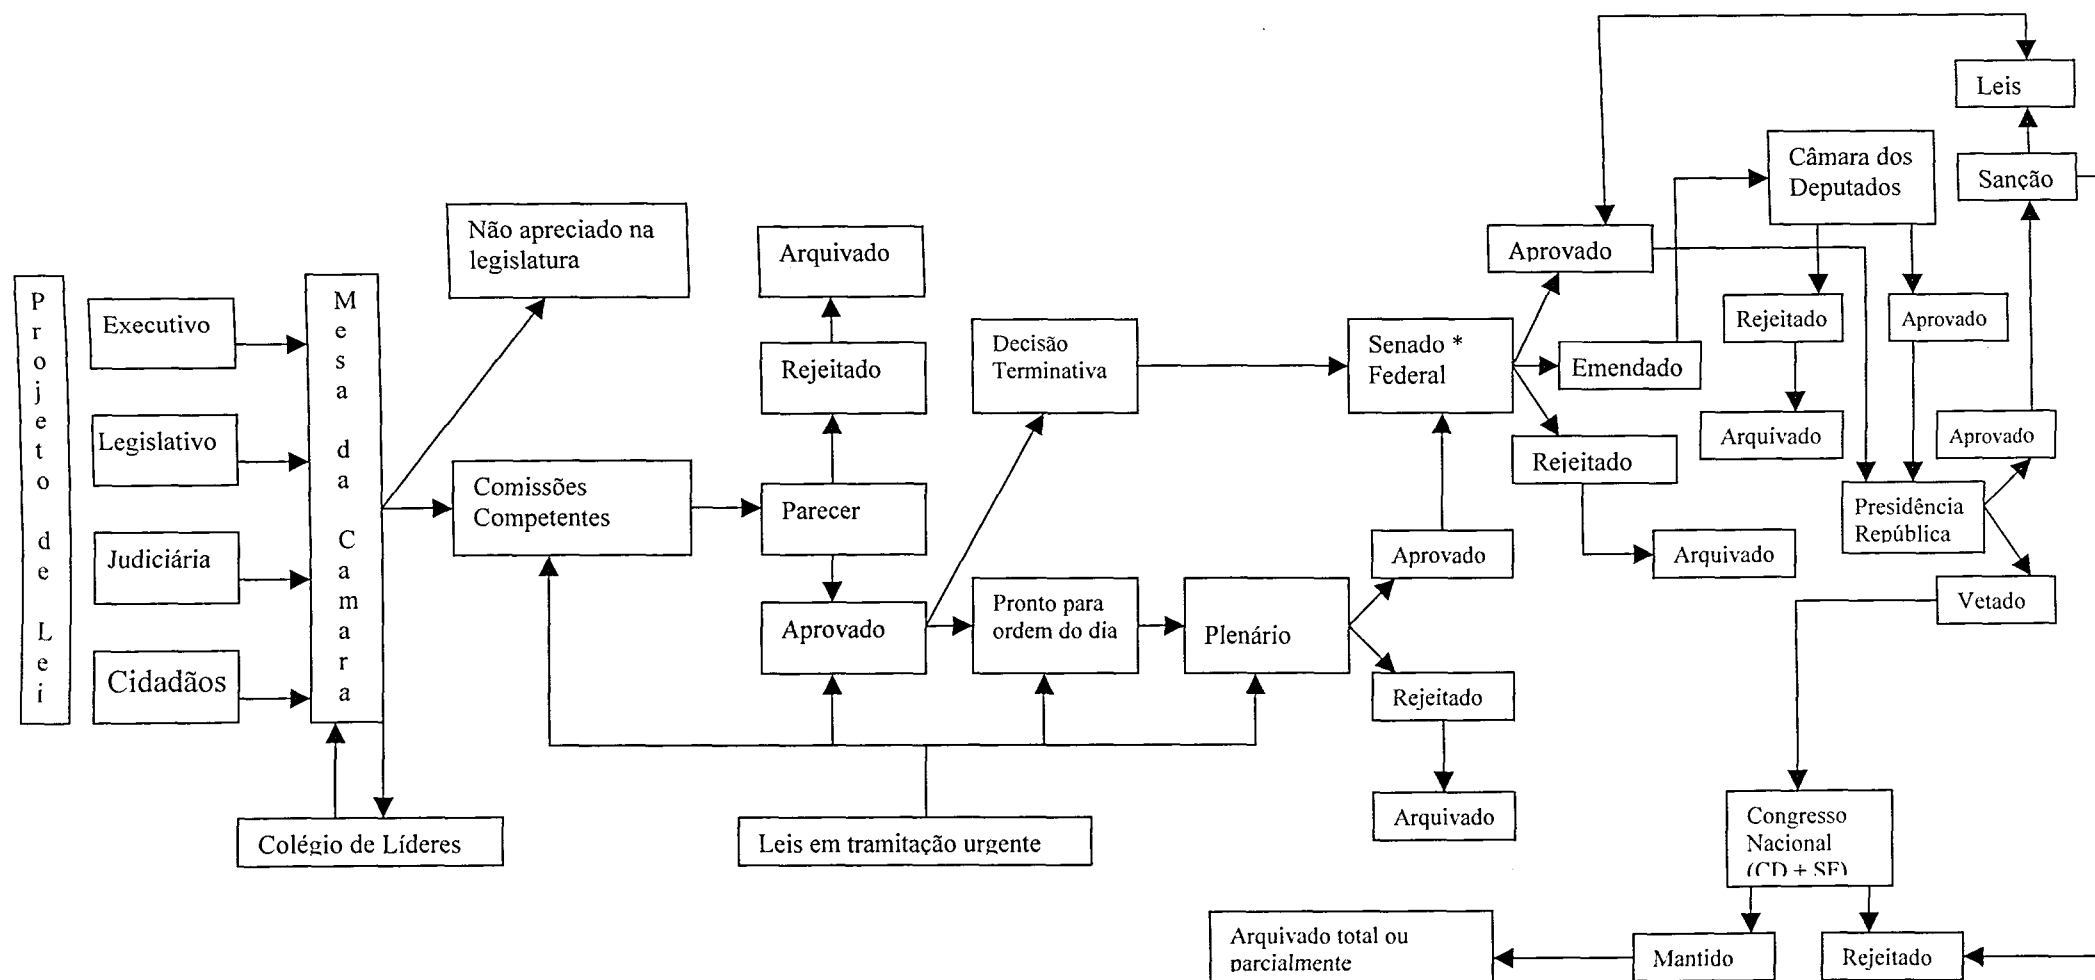 Projeto de Lei
Executivo
Legislativo
Judiciária
Cidadãos
Mesa da Camara
Colégio de Líderes
Não apreciado na
legislatura
Comissões
Competentes
Arquivado
Rejeitado
Parecer
Aprovado
Leis em tramitação urgente
Decisão
Terminativa
Pronto para
ordem do dia
Plenário
Aprovado
Rejeitado
Arquivado
Senado *
Federal
Aprovado
Emendado
Rejeitado
Arquivado
Câmara dos
Deputados
Rejeitado
Arquivado
Aprovado
Presidência
República
Leis
Sanção
Aprovado
Vetado
Congresso
Nacional
(CD + SF)
Mantido
Rejeitado
Arquivado total ou
parcialmente